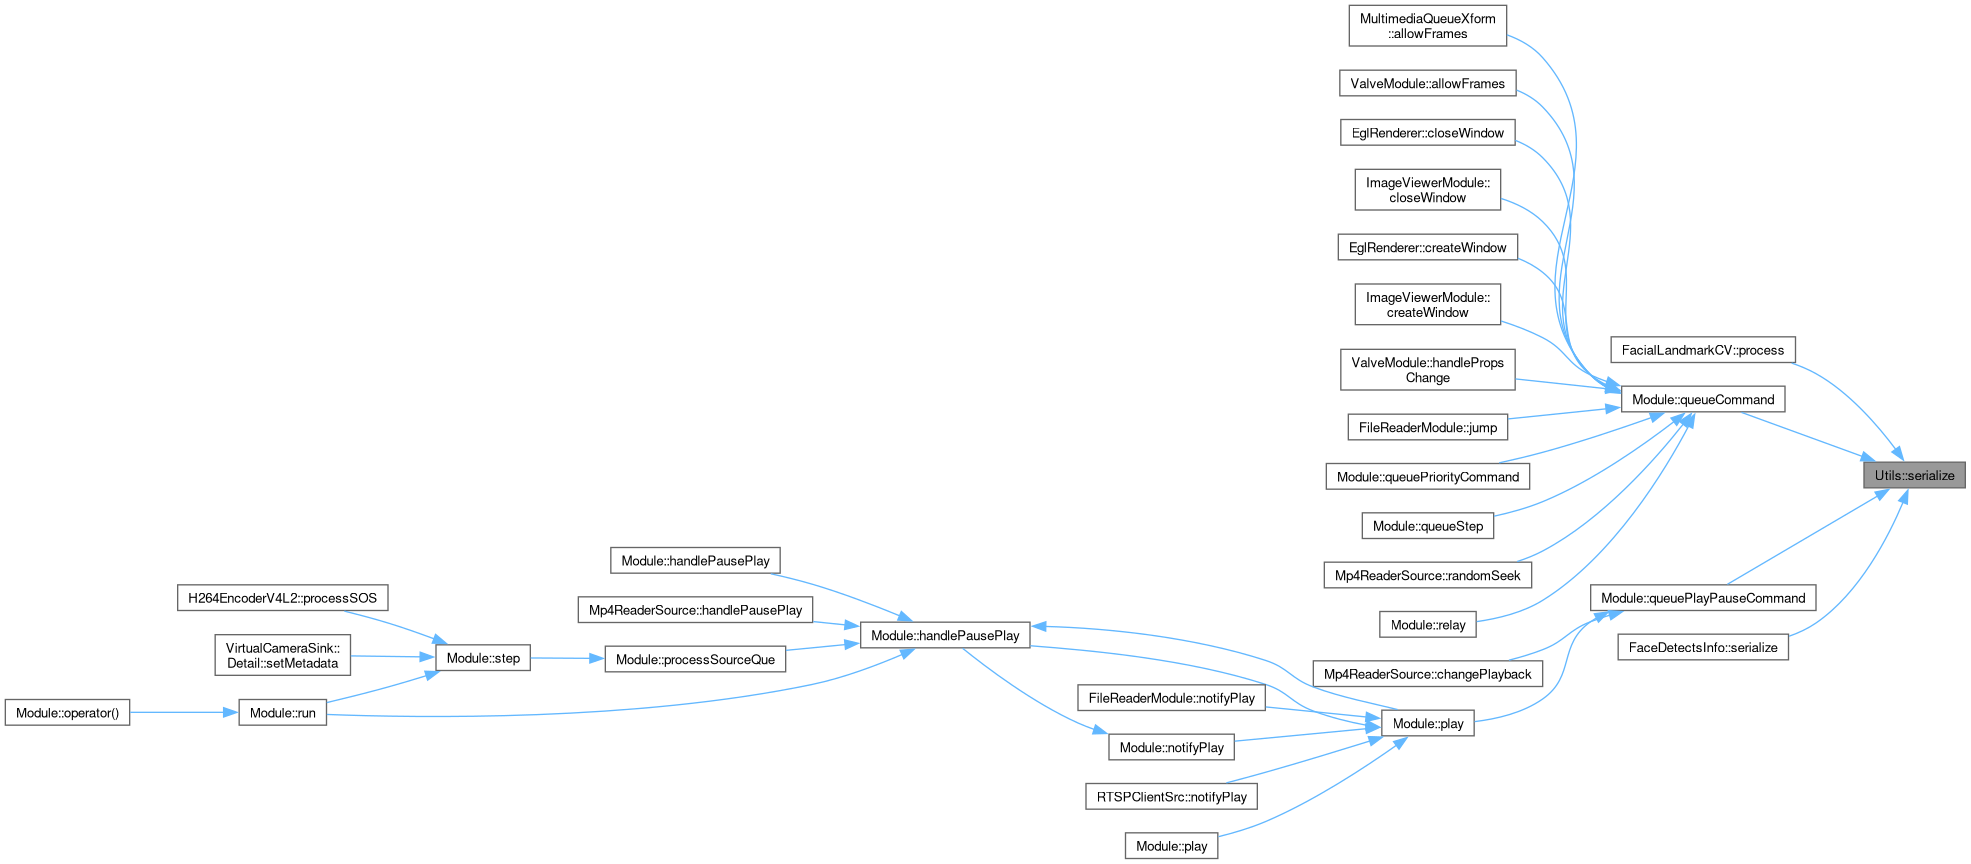 MultimediaQueueXform
::allowFrames
ValveModule::allowFrames
EglRenderer::closeWindow
ImageViewerModule::
closeWindow
EglRenderer::createWindow
ImageViewerModule::
createWindow
ValveModule::handleProps
Change
FileReaderModule::jump
Module::queuePriorityCommand
Module::queueStep
Mp4ReaderSource::randomSeek
Module::relay
Mp4ReaderSource::changePlayback
FacialLandmarkCV::process
Module::queueCommand
Utils::serialize
Module::queuePlayPauseCommand
FaceDetectsInfo::serialize
Module::play
FileReaderModule::notifyPlay
Module::notifyPlay
RTSPClientSrc::notifyPlay
Module::play
Module::handlePausePlay
Module::handlePausePlay
Mp4ReaderSource::handlePausePlay
Module::processSourceQue
Module::step
H264EncoderV4L2::processSOS
VirtualCameraSink::
Detail::setMetadata
Module::run
Module::operator()